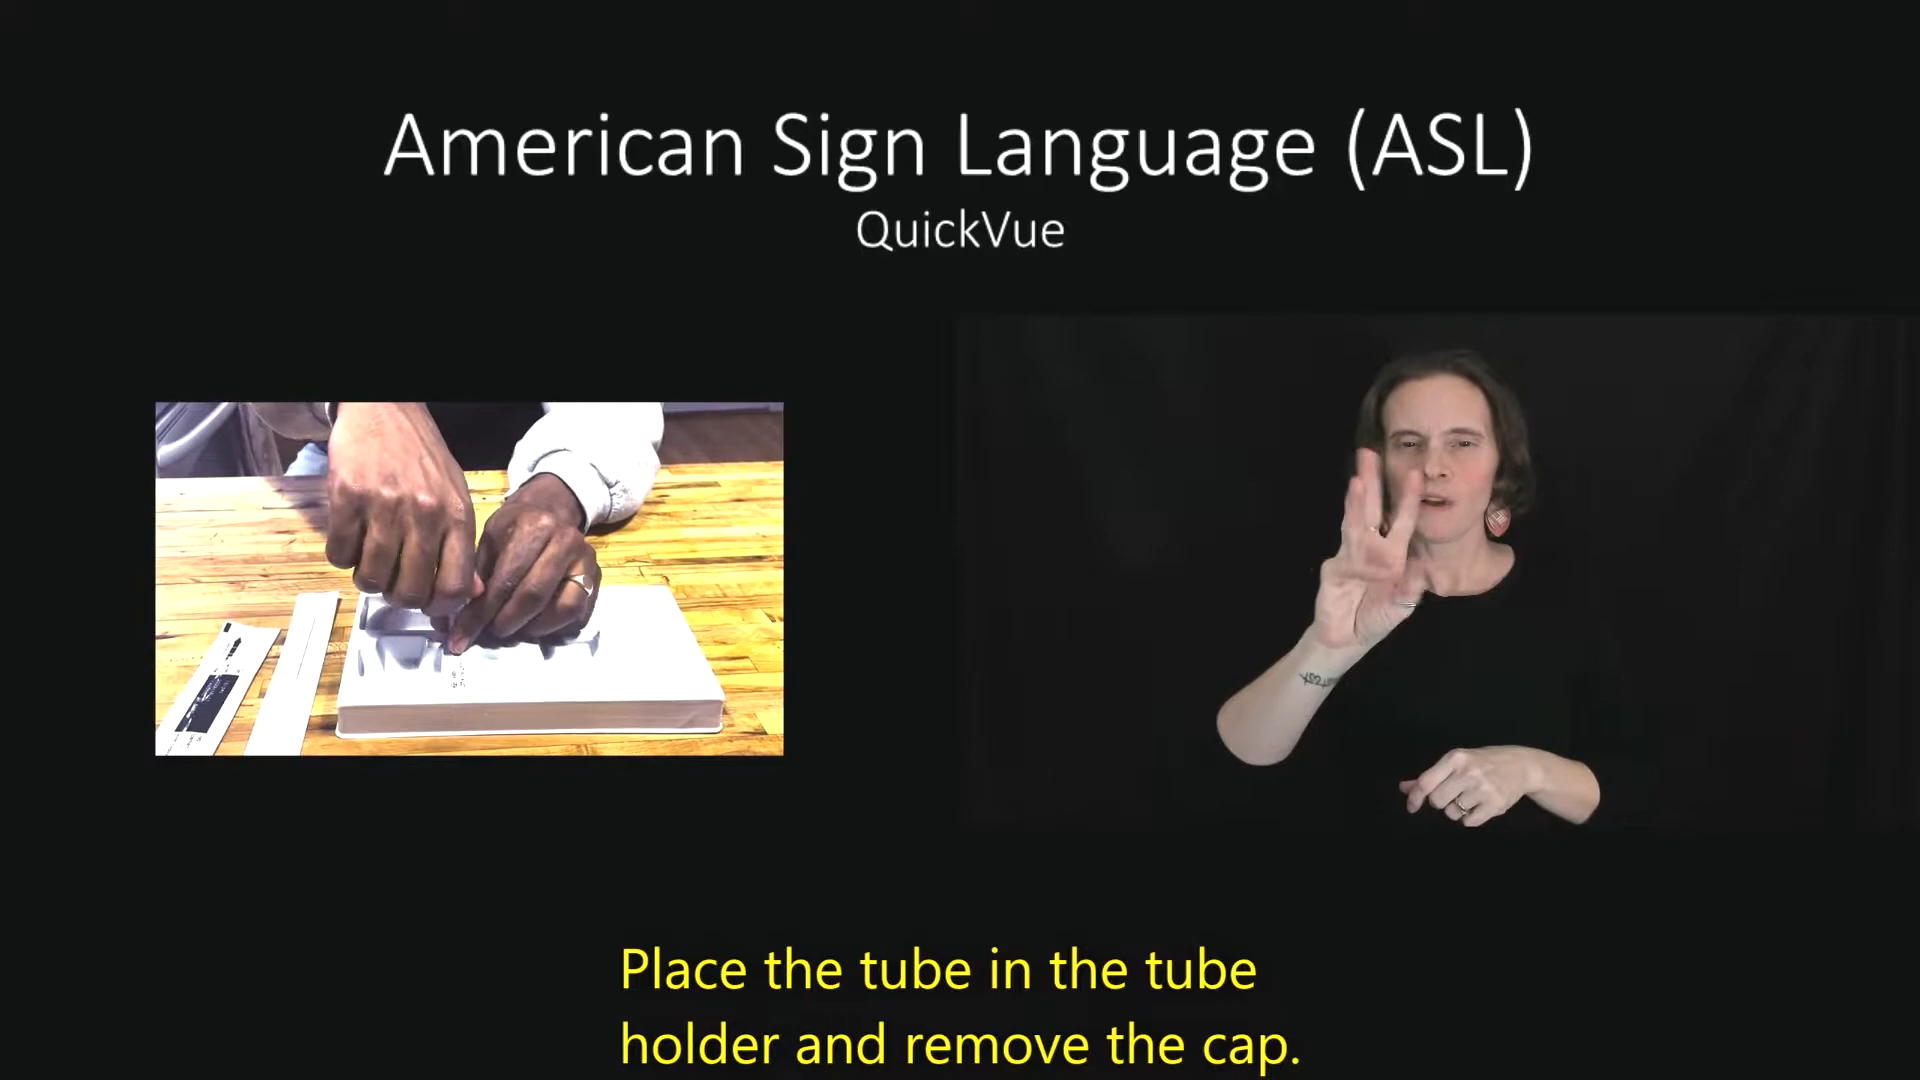 American Sign Language (ASL)
QuickVue
Place the tube in the tube
holder and remove the cap.